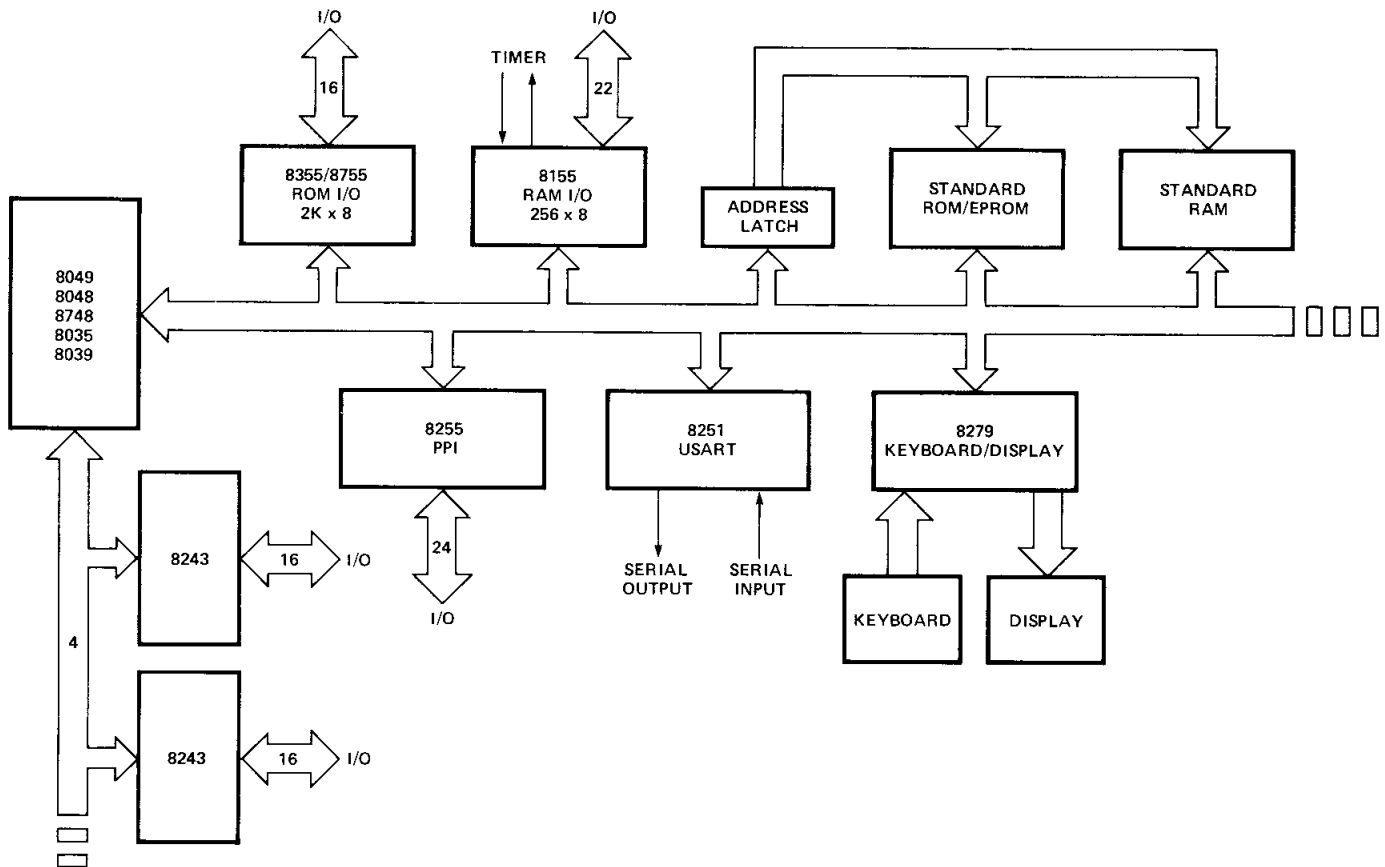 I/O
I/O
TIMER
16
22
8355/8755
ROM I/O
2K x 8
8155
RAM I/O
256 x 8
ADDRESS
LATCH
STANDARD
ROM/EPROM
STANDARD
RAM
8049
8048
8748
8035
8039
8255
PPI
8251
USART
8279
KEYBOARD/DISPLAY
24
I/O
SERIAL
OUTPUT
SERIAL
INPUT
KEYBOARD
DISPLAY
8243
16
I/O
4
8243
16
I/O